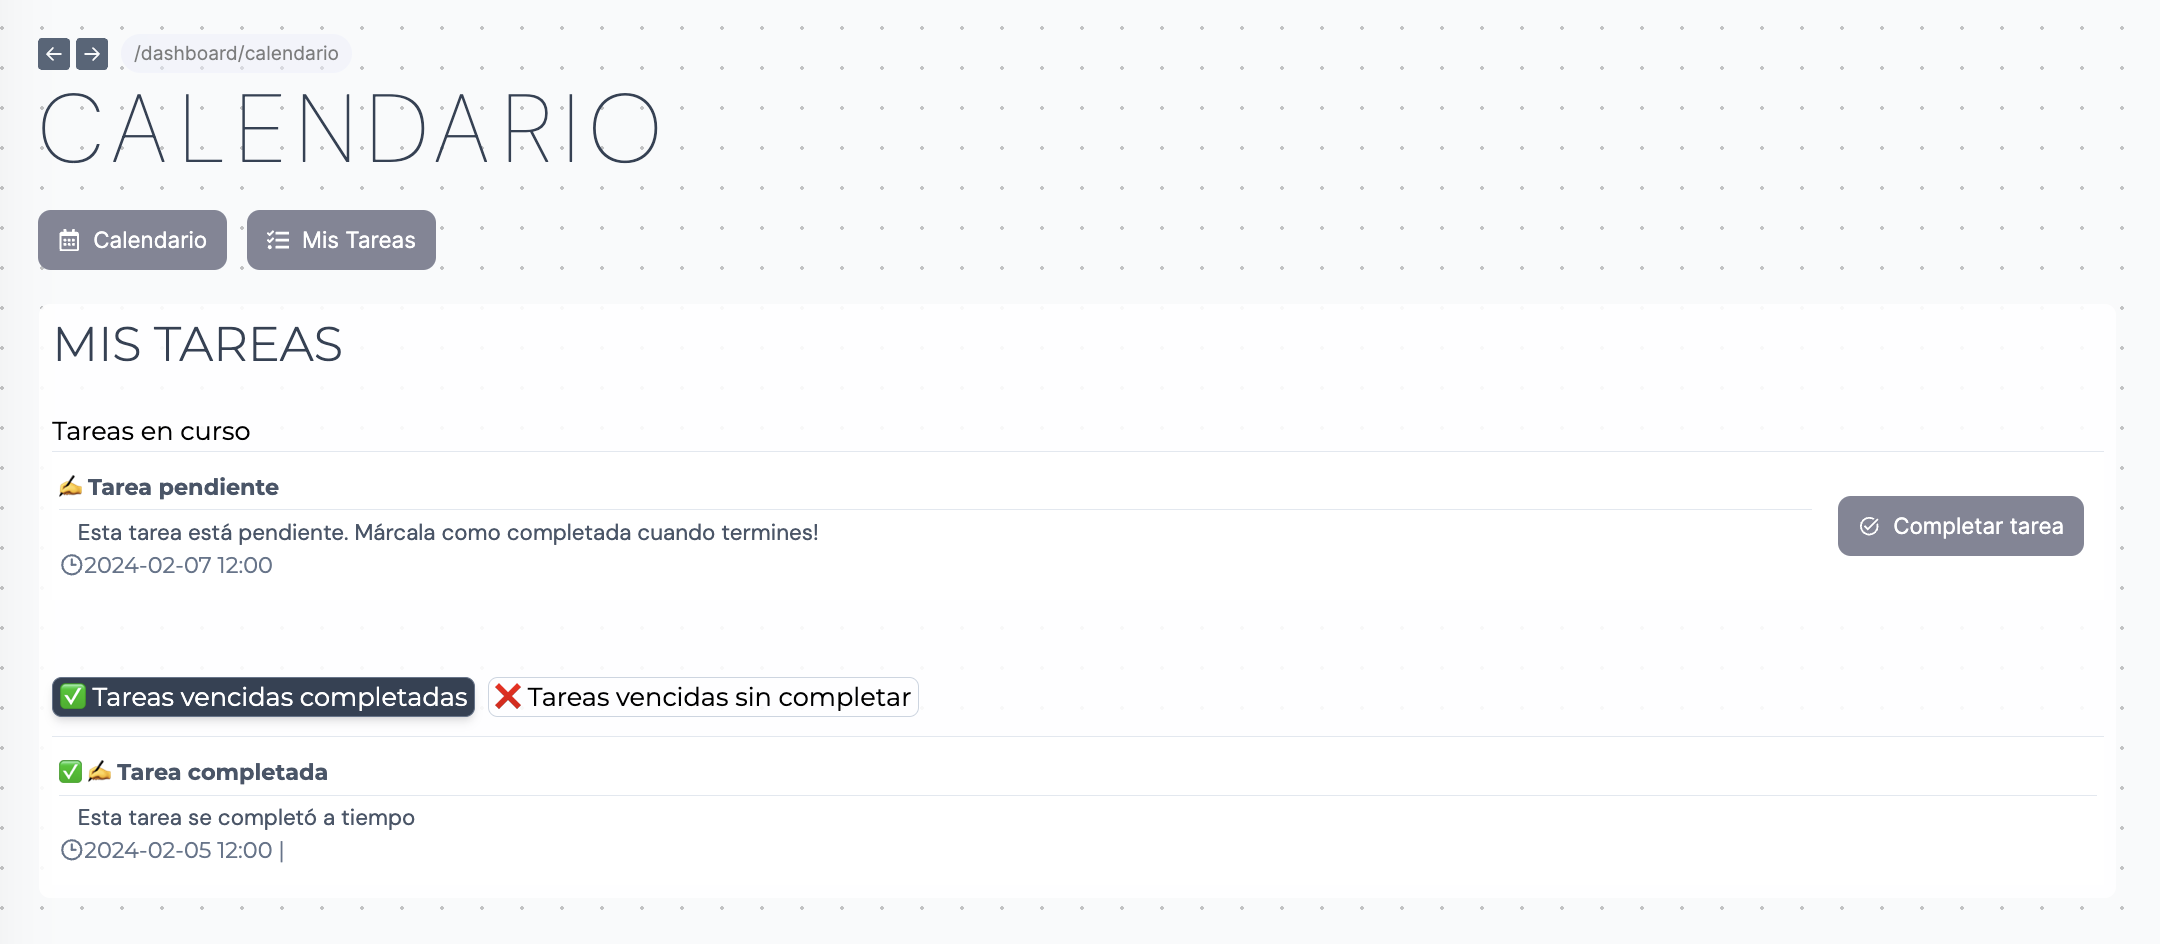 /dashboard/calendario
CALENDARIO
Calendario
Mis Tareas
MIS TAREAS
Tareas en curso
✍️ Tarea pendiente
Esta tarea está pendiente. Márcala como completada cuando termines!
2024-02-07 12:00
Completar tarea
✅ Tareas vencidas completadas
❌ Tareas vencidas sin completar
✅ ✍️ Tarea completada
Esta tarea se completó a tiempo
2024-02-05 12:00 |